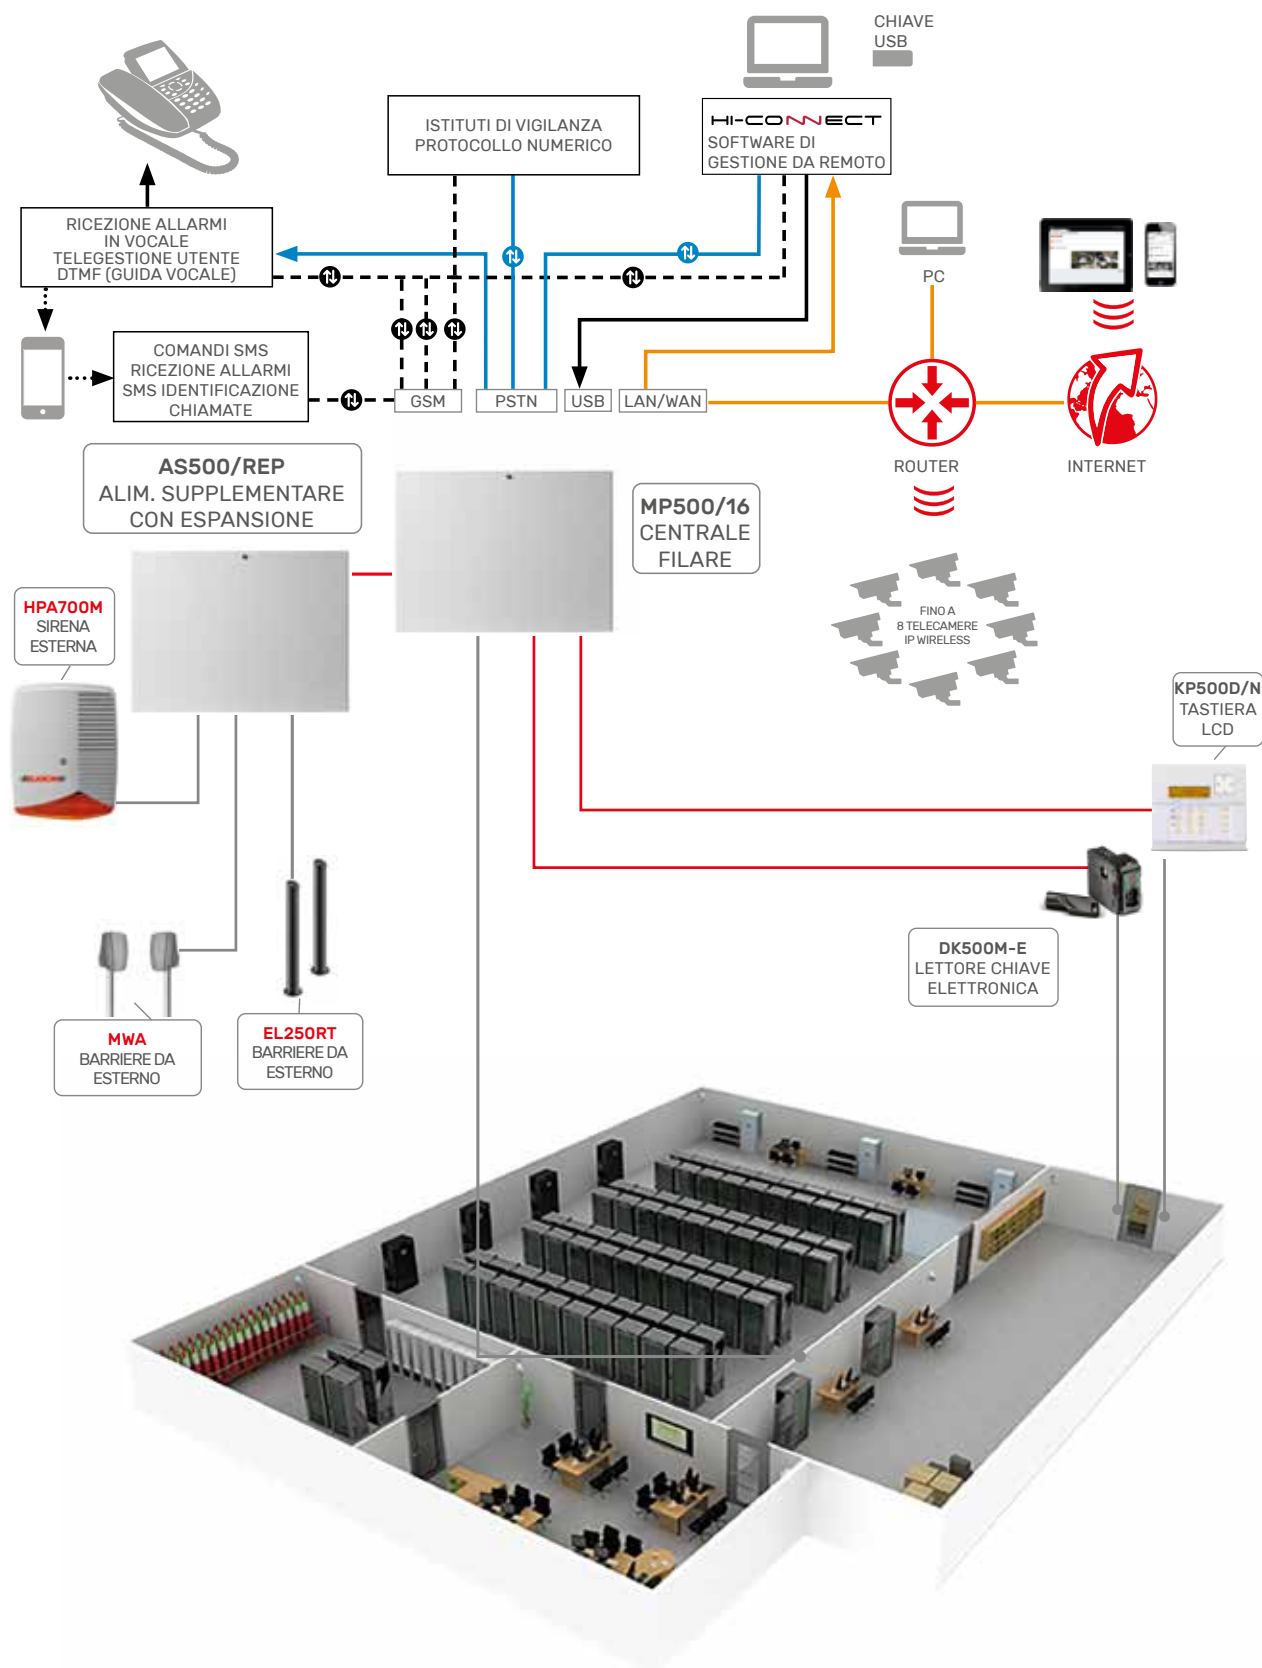 CHIAVE
USB
ISTITUTI DI VIGILANZA
PROTOCOLLO NUMERICO
HI-CONNECT
SOFTWARE DI
GESTIONE DA REMOTO
RICEZIONE ALLARMI
IN VOCALE
TELEGESTIONE UTENTE
DTMF (GUIDA VOCALE)
PC
COMANDI SMS
RICEZIONE ALLARMI
SMS IDENTIFICAZIONE
CHIAMATE
GSM
PSTN
USB
LAN/WAN
ROUTER
INTERNET
AS500/REP
ALIM. SUPPLEMENTARE
CON ESPANSIONE
MP500/16
CENTRALE
FILARE
HPA700M
SIRENA
ESTERNA
FINO A
8 TELECAMERE
IP WIRELESS
KP500D/N
TASTIERA
LCD
DK500M-E
LETTORE CHIAVE
ELETTRONICA
MWA
BARRIERE DA
ESTERNO
EL250RT
BARRIERE DA
ESTERNO